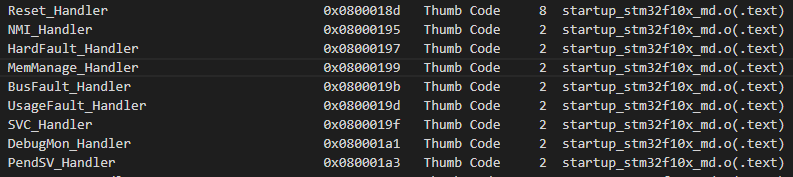 Reset_Handler 0x0800018d Thumb Code 8 startup_stm32f10x_md.o(.text)
NMI_Handler 0x08000195 Thumb Code 2 startup_stm32f10x_md.o(.text)
HardFault_Handler 0x08000197 Thumb Code 2 startup_stm32f10x_md.o(.text)
MemManage_Handler 0x08000199 Thumb Code 2 startup_stm32f10x_md.o(.text)
BusFault_Handler 0x0800019b Thumb Code 2 startup_stm32f10x_md.o(.text)
UsageFault_Handler 0x0800019d Thumb Code 2 startup_stm32f10x_md.o(.text)
SVC_Handler 0x0800019f Thumb Code 2 startup_stm32f10x_md.o(.text)
DebugMon_Handler 0x080001a1 Thumb Code 2 startup_stm32f10x_md.o(.text)
PendSV_Handler 0x080001a3 Thumb Code 2 startup_stm32f10x_md.o(.text)